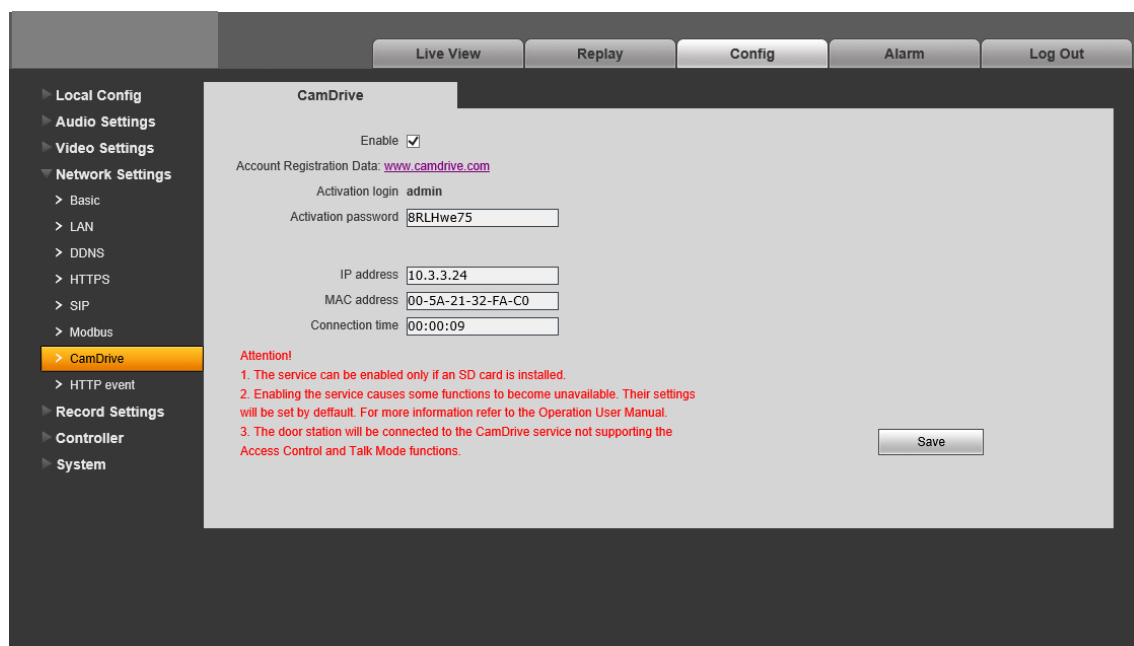 Live View Replay Config Alarm Log Out
Local Config
Audio Settings
Video Settings
Network Settings
> Basic
> LAN
> DDNS
> HTTPS
> SIP
> Modbus
> CamDrive
> HTTP event
Record Settings
Controller
System
CamDrive
Enable
Account Registration Data: www.camdrive.com
Activation login admin
Activation password 8RLHwe75
IP address 10.3.3.24
MAC address 00-5A-21-32-FA-C0
Connection time 00:00:09
Attention!
1. The service can be enabled only if an SD card is installed.
2. Enabling the service causes some functions to become unavailable. Their settings
will be set by deffault. For more information refer to the Operation User Manual.
3. The door station will be connected to the CamDrive service not supporting the
Access Control and Talk Mode functions.
Save